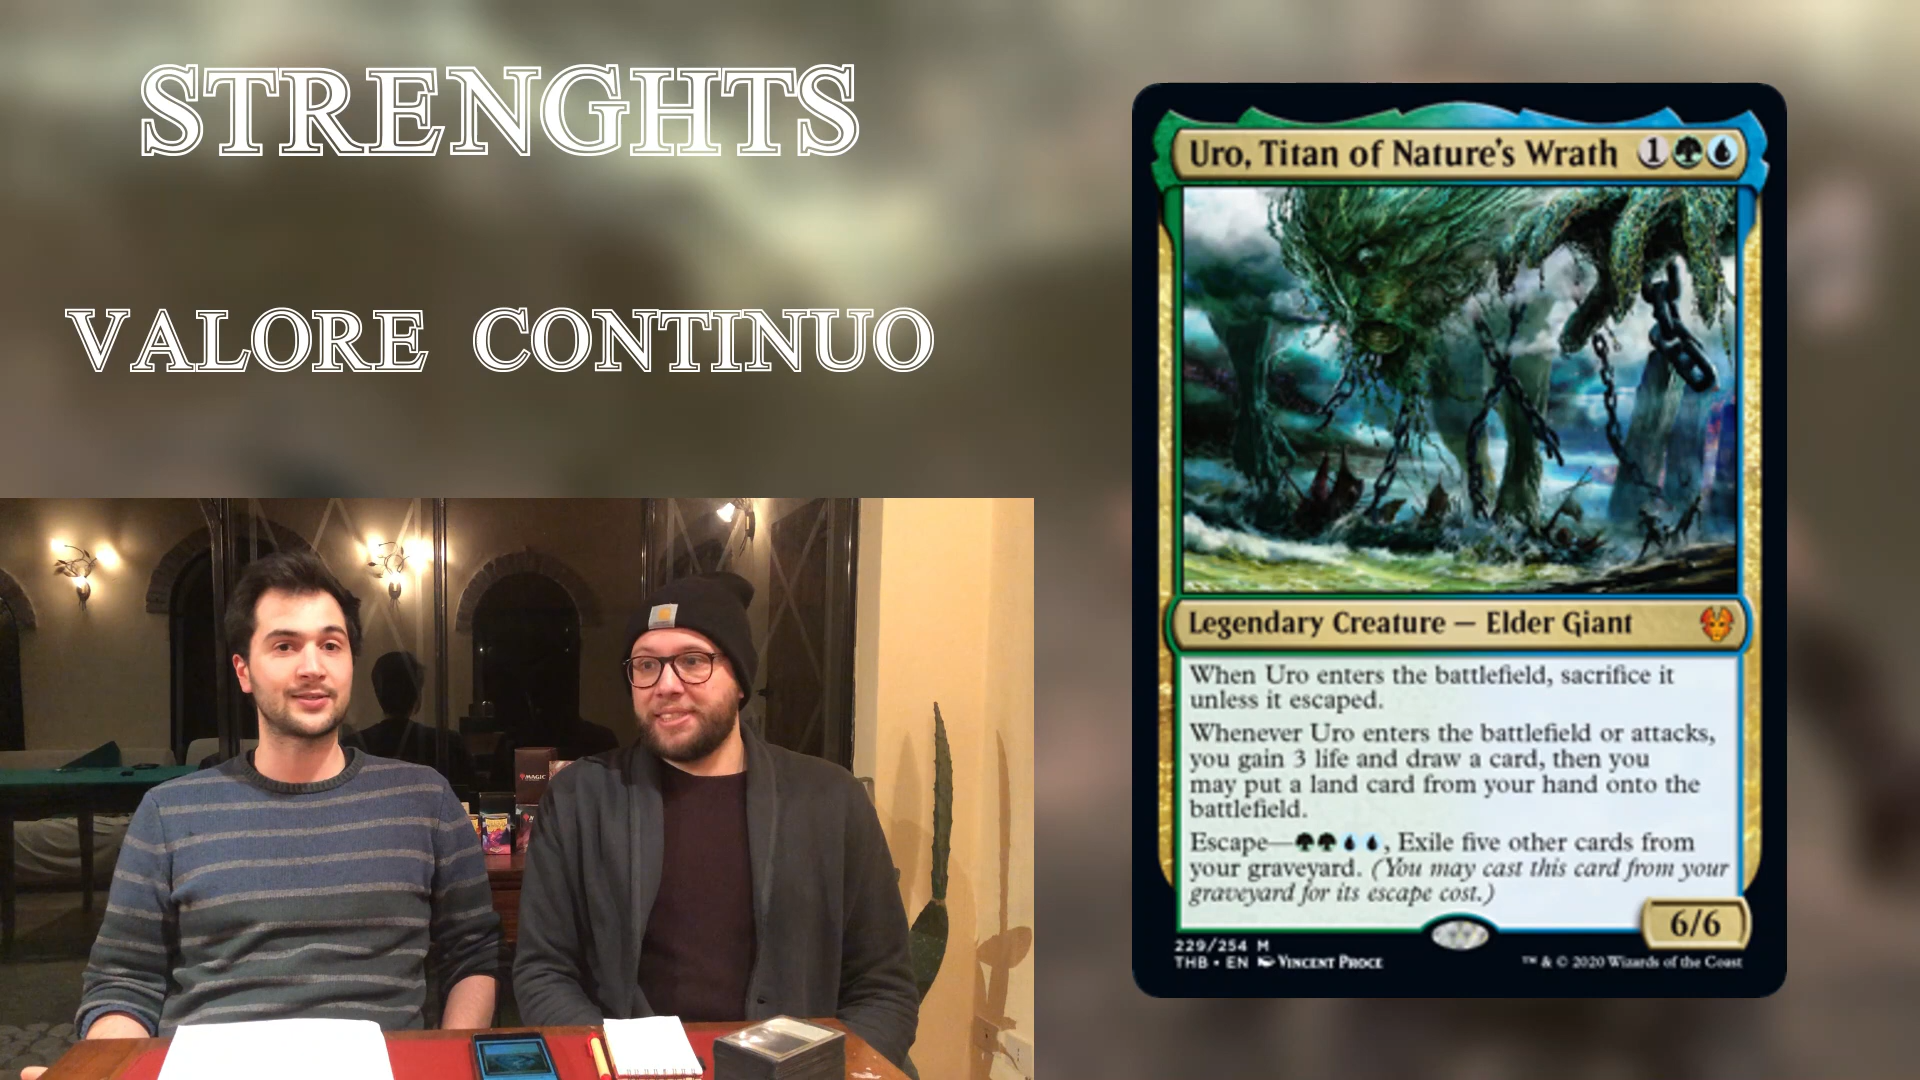 STRENGHTS
VALORE CONTINUO
MAGIC
Uro, Titan of Nature's Wrath 1
Legendary Creature — Elder Giant
When Uro enters the battlefield, sacrifice it
unless it escaped.
Whenever Uro enters the battlefield or attacks,
you gain 3 life and draw a card, then you
may put a land card from your hand onto the
battlefield.
Escape— , Exile five other cards from
your graveyard. (You may cast this card from your
graveyard for its escape cost.)
6/6
229/254 M
THB • EN VINCENT PROCE
™ & © 2020 Wizards of the Coast